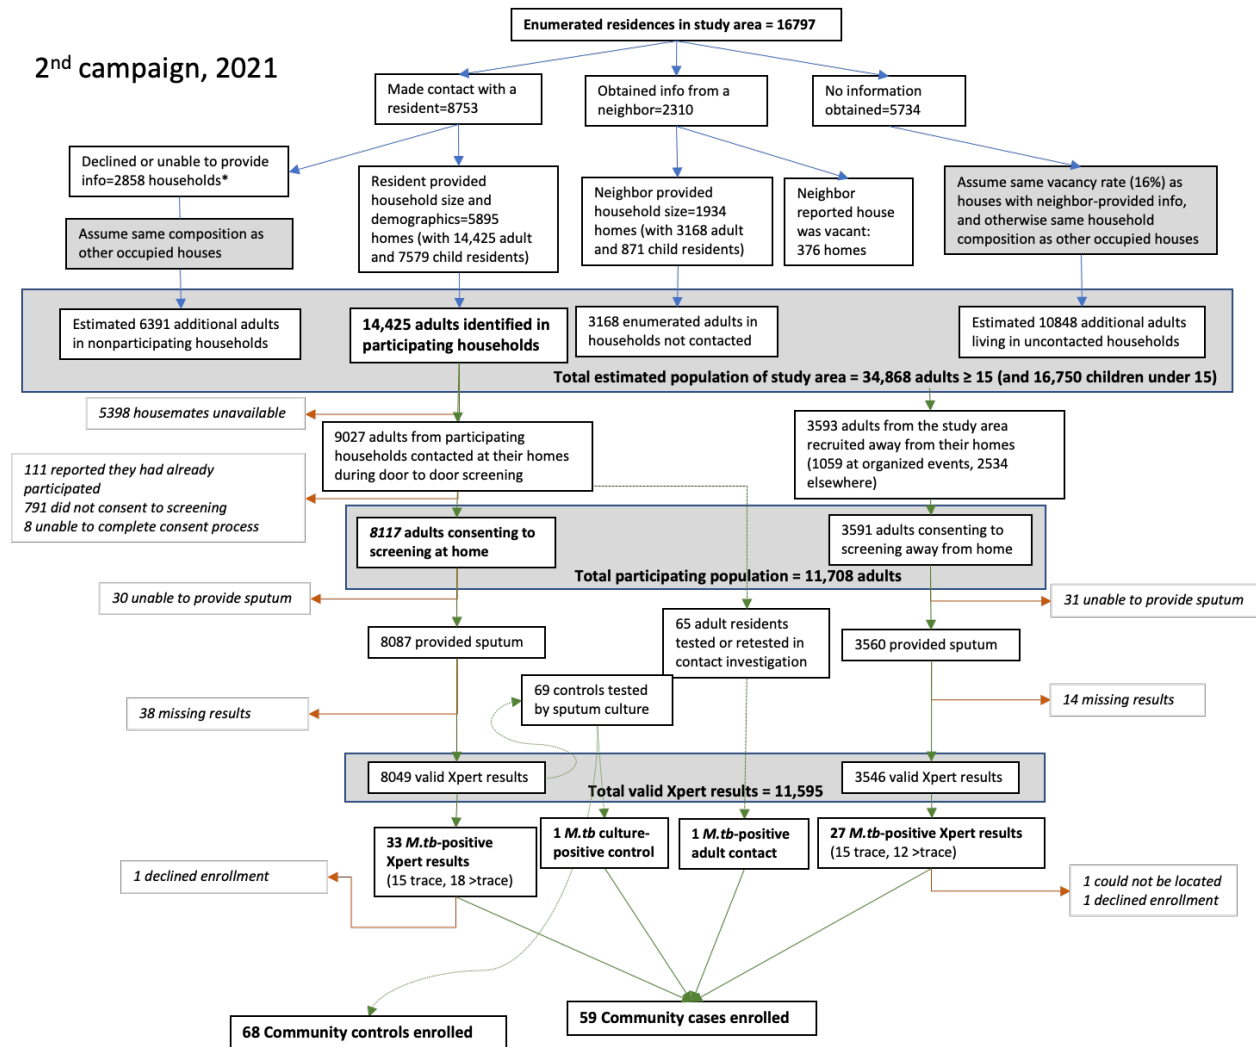 Enumerated residences in study area = 16797
2nd campaign, 2021
Made contact with a
resident=8753
Obtained info from a
neighbor=2310
No information
obtained=5734
Declined or unable to provide
info=2858 households*
Resident provided
household size and
demographics=5895
homes (with 14,425 adult
and 7579 child residents)
Neighbor provided
household size=1934
homes (with 3168 adult
and 871 child residents)
Neighbor
reported house
was vacant:
376 homes
Assume same vacancy rate (16%) as
houses with neighbor-provided info,
and otherwise same household
composition as other occupied houses
Assume same composition as
other occupied houses
Estimated 6391 additional adults
in nonparticipating households
14,425 adults identified in
participating households
3168 enumerated adults in
households not contacted
Estimated 10848 additional adults
living in uncontacted households
Total estimated population of study area = 34,868 adults ≥ 15 (and 16,750 children under 15)
5398 housemates unavailable
9027 adults from participating
households contacted at their homes
during door to door screening
3593 adults from the study area
recruited away from their homes
(1059 at organized events, 2534
elsewhere)
111 reported they had already
participated
791 did not consent to screening
8 unable to complete consent process
8117 adults consenting to
screening at home
3591 adults consenting to
screening away from home
Total participating population = 11,708 adults
30 unable to provide sputum
31 unable to provide sputum
8087 provided sputum
65 adult residents
tested or retested in
contact investigation
3560 provided sputum
69 controls tested
by sputum culture
38 missing results
14 missing results
8049 valid Xpert results
3546 valid Xpert results
Total valid Xpert results = 11,595
33 M.tb-positive
Xpert results
(15 trace, 18 >trace)
1 M.tb culture-
positive control
1 M.tb-positive
adult contact
27 M.tb-positive Xpert results
(15 trace, 12 >trace)
1 declined enrollment
1 could not be located
1 declined enrollment
59 Community cases enrolled
68 Community controls enrolled